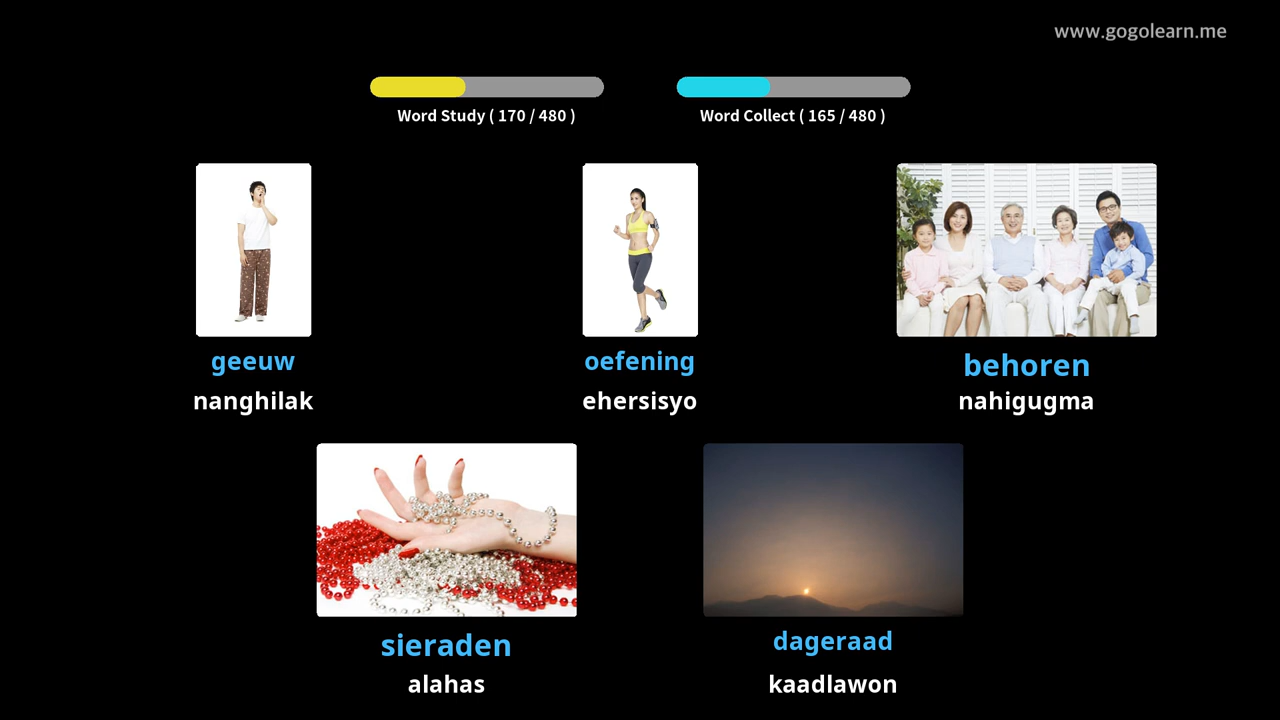 www.gogolearn.me
Word Study ( 170 / 480 )
Word Collect ( 165 / 480 )
geeuw
nanghilak
oefening
ehersisyo
behoren
nahigugma
sieraden
alahas
dageraad
kaadlawon